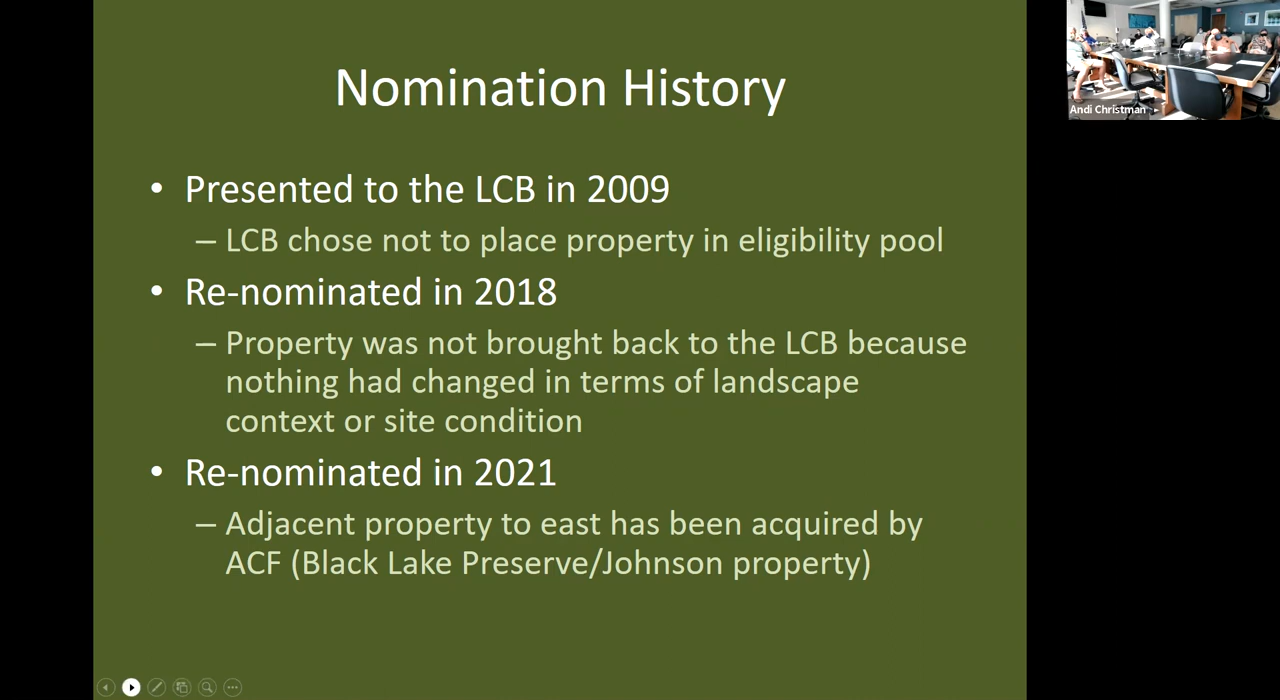 Nomination History
• Presented to the LCB in 2009
– LCB chose not to place property in eligibility pool
• Re-nominated in 2018
– Property was not brought back to the LCB because
nothing had changed in terms of landscape
context or site condition
• Re-nominated in 2021
– Adjacent property to east has been acquired by
ACF (Black Lake Preserve/Johnson property)
Andi Christman